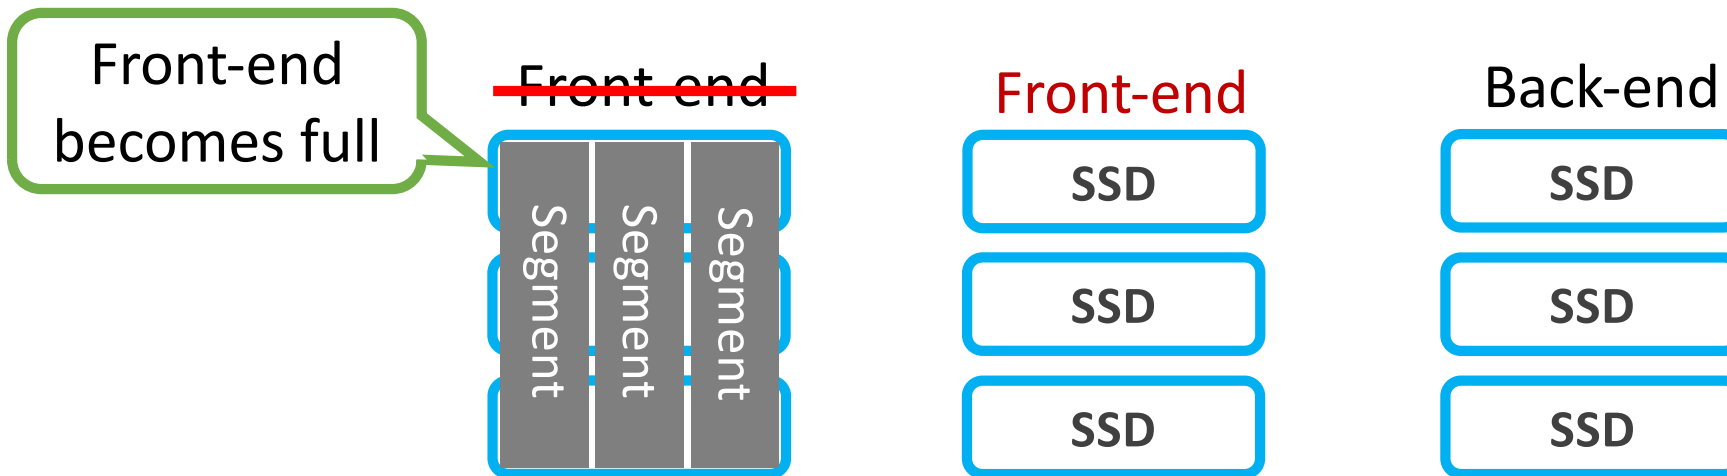 Front-end
becomes full
Front-end
Segment
Segment
Segment
Front-end
SSD
SSD
SSD
Back-end
SSD
SSD
SSD